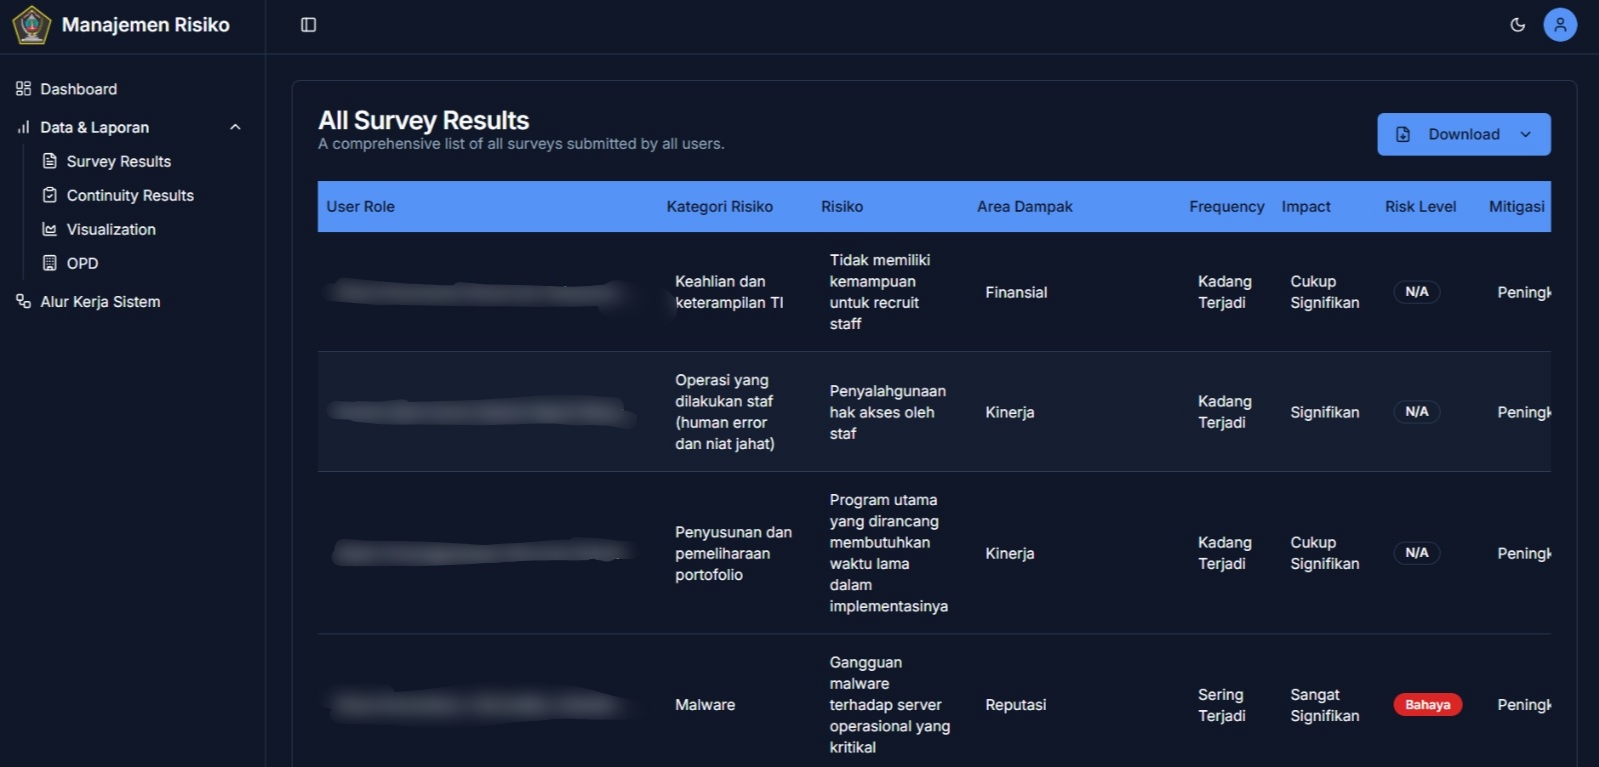 Manajemen Risiko
Dashboard
Data & Laporan
Survey Results
Continuity Results
Visualization
OPD
Alur Kerja Sistem
All Survey Results
A comprehensive list of all surveys submitted by all users.
Download
User Role Kategori Risiko Risiko Area Dampak Frequency Impact Risk Level Mitigasi
Keahlian dan
keterampilan TI
Tidak memiliki
kemampuan
untuk recruit
staff
Finansial
Kadang
Terjadi
Cukup
Signifikan
N/A
Peningk
Operasi yang
dilakukan staf
(human error
dan niat jahat)
Penyalahgunaan
hak akses oleh
staf
Kinerja
Kadang
Terjadi
Signifikan
N/A
Peningk
Penyusunan dan
pemeliharaan
portofolio
Program utama
yang dirancang
membutuhkan
waktu lama
dalam
implementasinya
Kinerja
Kadang
Terjadi
Cukup
Signifikan
N/A
Peningk
Malware
Gangguan
malware
terhadap server
operasional yang
kritikal
Reputasi
Sering
Terjadi
Sangat
Signifikan
Bahaya
Peningk